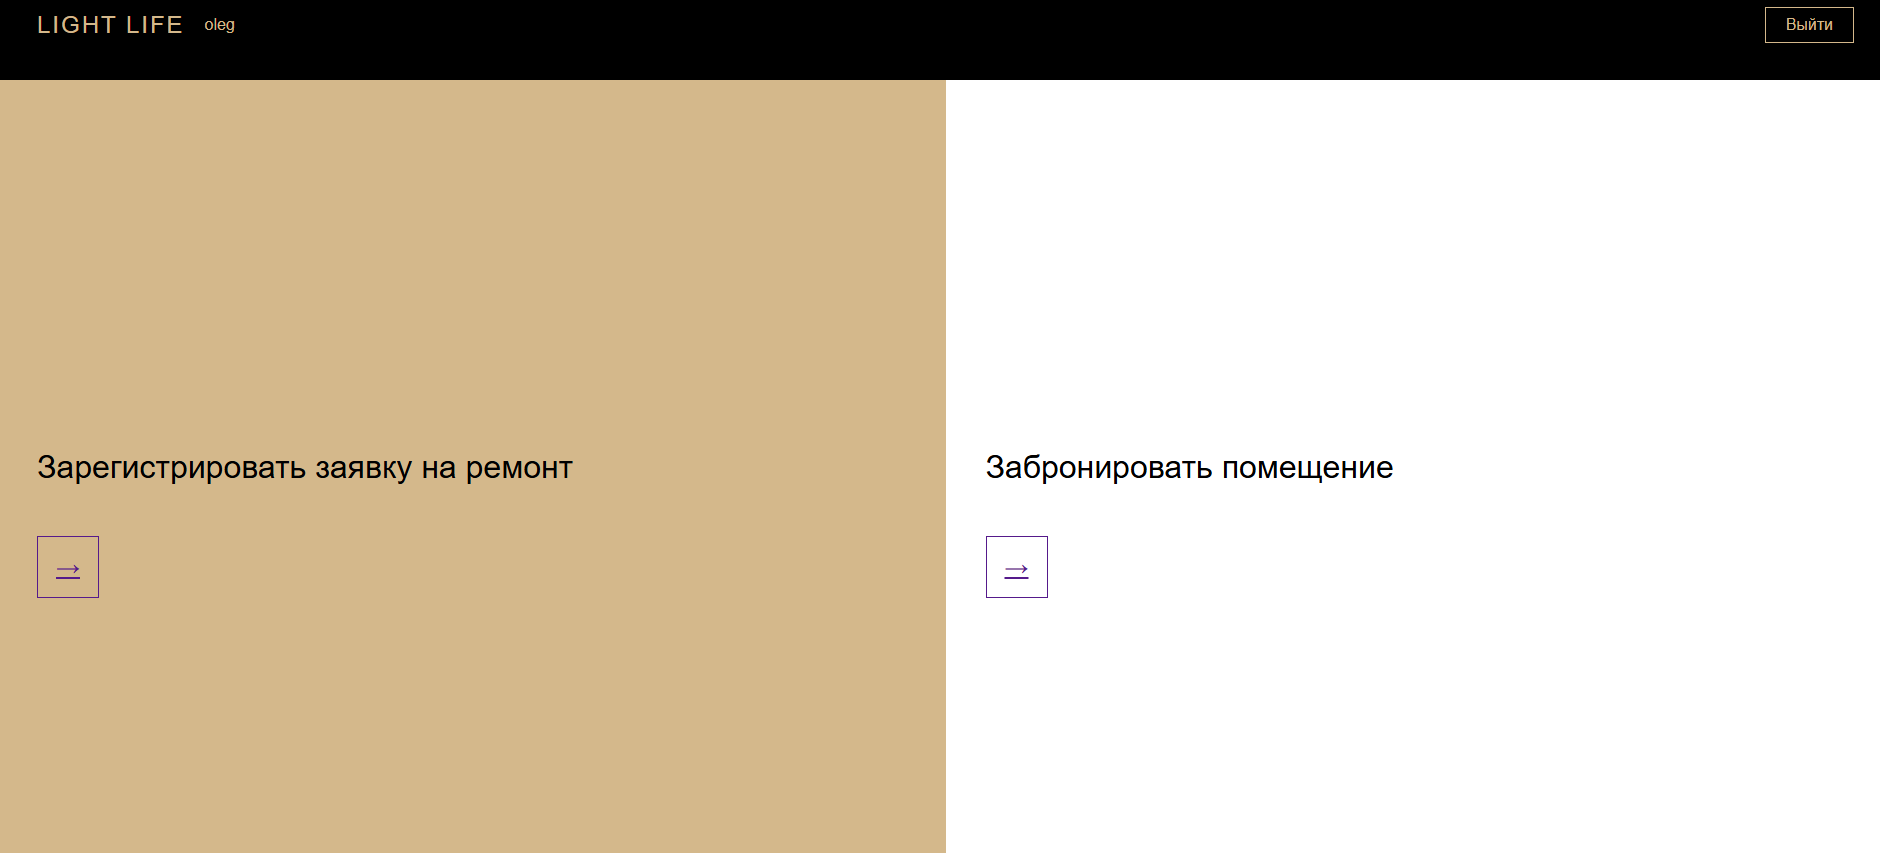 LIGHT LIFE oleg Выйти
Зарегистрировать заявку на ремонт
Забронировать помещение
→
→